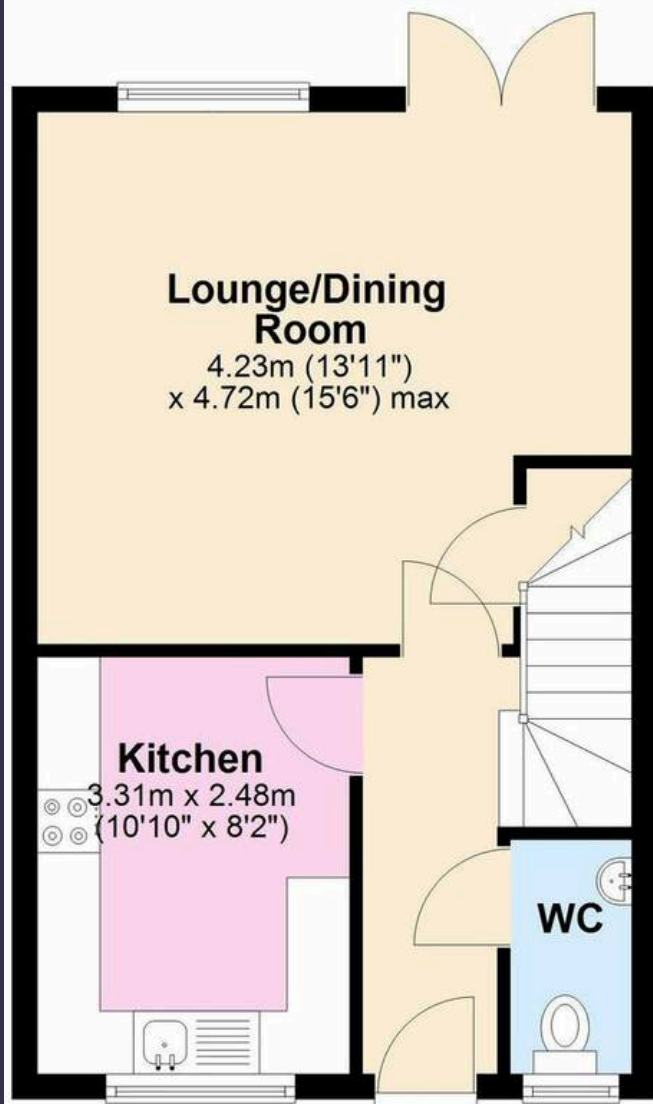 Lounge/Dining
Room
4.23m (13'11")
x 4.72m (15'6") max
Kitchen
3.31m x 2.48m
(10'10" x 8'2")
WC